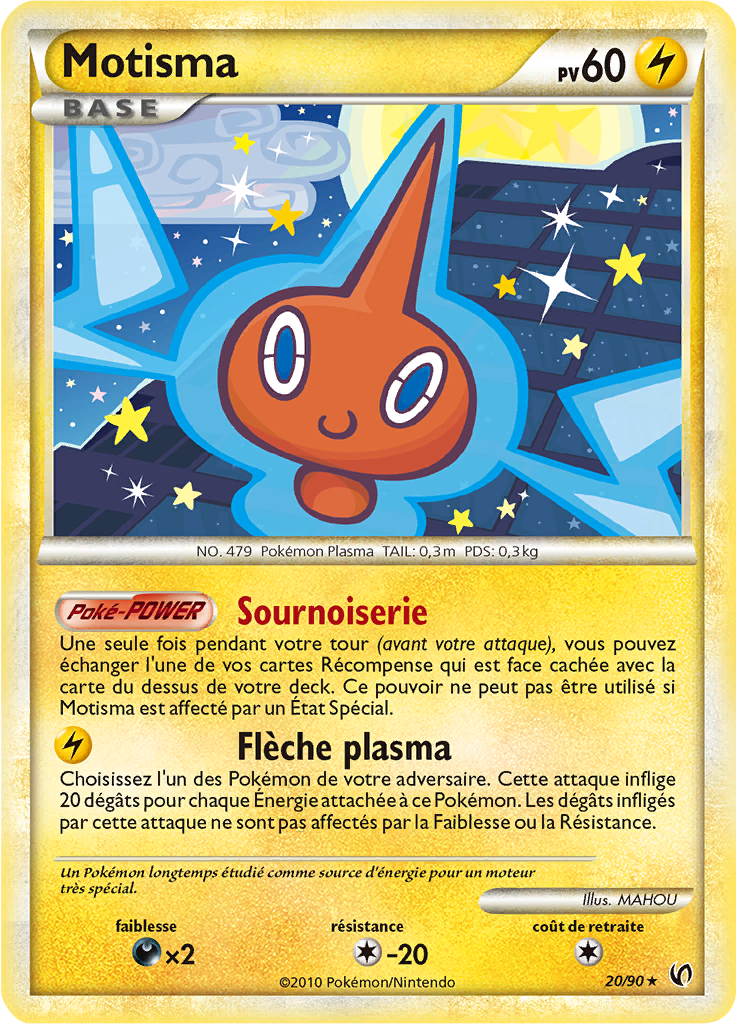 Motisma
PV60
BASE
NO. 479 Pokémon Plasma TAIL: 0,3m PDS: 0,3kg
Poké-POWER Sournoiserie
Une seule fois pendant votre tour (avant votre attaque), vous pouvez
échanger l'une de vos cartes Récompense qui est face cachée avec la
carte du dessus de votre deck. Ce pouvoir ne peut pas être utilisé si
Motisma est affecté par un État Spécial.
Flèche plasma
Choisissez l'un des Pokémon de votre adversaire. Cette attaque inflige
20 dégâts pour chaque Énergie attachée à ce Pokémon. Les dégâts infligés
par cette attaque ne sont pas affectés par la Faiblesse ou la Résistance.
Un Pokémon longtemps étudié comme source d'énergie pour un moteur
très spécial.
Illus. MAHOU
faiblesse résistance coût de retraite
×2 -20
©2010 Pokémon/Nintendo 20/90★